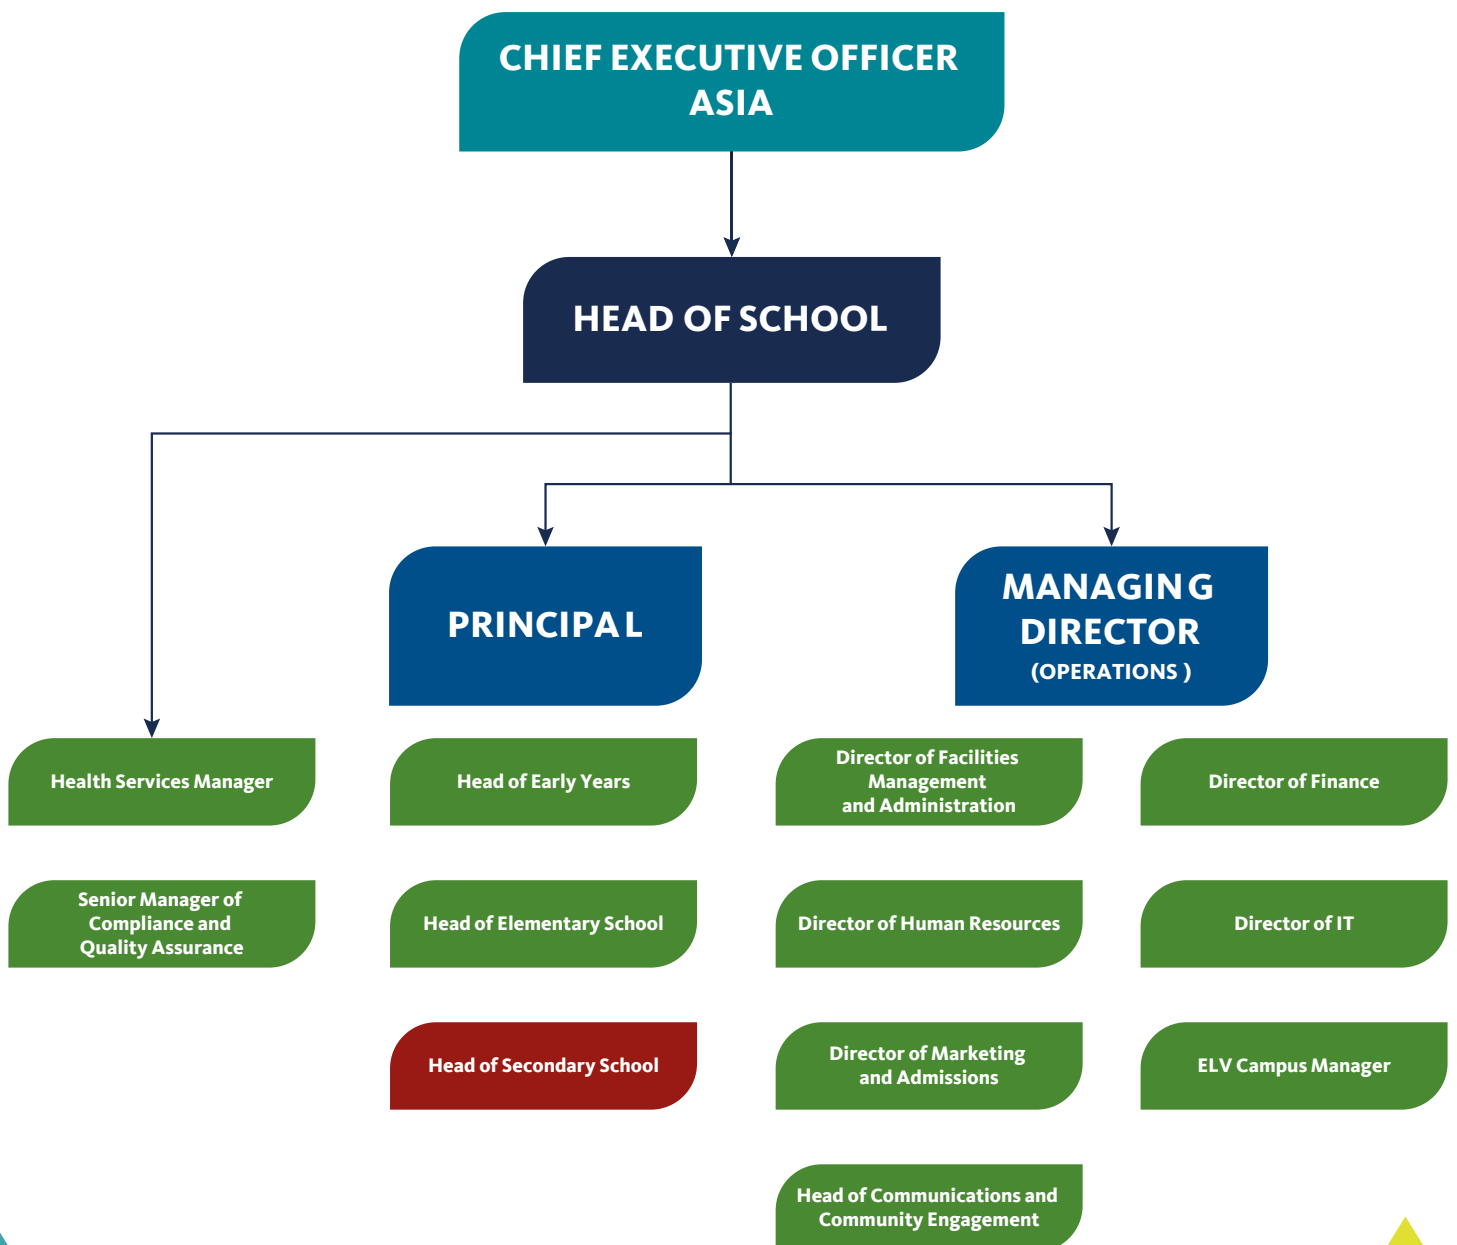 CHIEF EXECUTIVE OFFICER
ASIA
HEAD OF SCHOOL
PRINCIPAL
MANAGING
DIRECTOR
(OPERATIONS )
Health Services Manager
Head of Early Years
Director of Facilities
Management
and Administration
Director of Finance
Senior Manager of
Compliance and
Quality Assurance
Head of Elementary School
Director of Human Resources
Director of IT
Head of Secondary School
Director of Marketing
and Admissions
ELV Campus Manager
Head of Communications and
Community Engagement